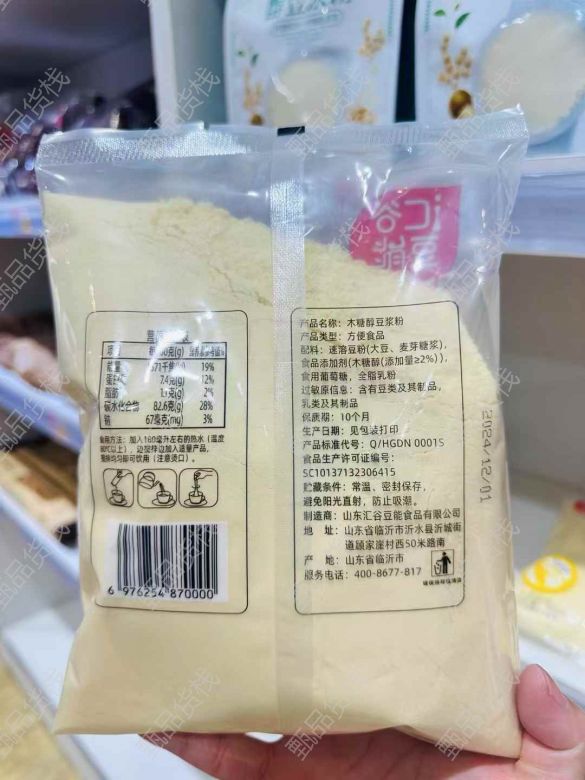 汇谷
营
项目
能量 19%
蛋白 7.4克(g) 12%
脂肪 2%
碳水化合物 82.6克(g) 28%
钠 67毫克(mg) 3%
食用方法：加入180毫升左右的热水（温度
80℃以上），边搅拌边加入适量产品，
搅拌均匀即可饮用（注意烫口）。
6 976254 870000
产品名称：木糖醇豆浆粉
产品类型：方便食品
配料：速溶豆粉(大豆、麦芽糖浆)，
食品添加剂(木糖醇(添加量≥2%))，
食用葡萄糖，全脂乳粉
过敏原信息：含有豆类及其制品，
乳类及其制品
保质期：10个月
生产日期：见包装打印
产品标准代号：Q/HGDN 0001S
食品生产许可证编号：
SC10137132306415
贮藏条件：常温、密封保存，
避免阳光直射，防止吸潮。
制造商：山东汇谷豆能食品有限公司
地 址：山东省临沂市沂水县沂城街
道顾家崖村西50米路南
产 地：山东省临沂市
服务电话：400-8677-817
2022/12/01
甄品货栈